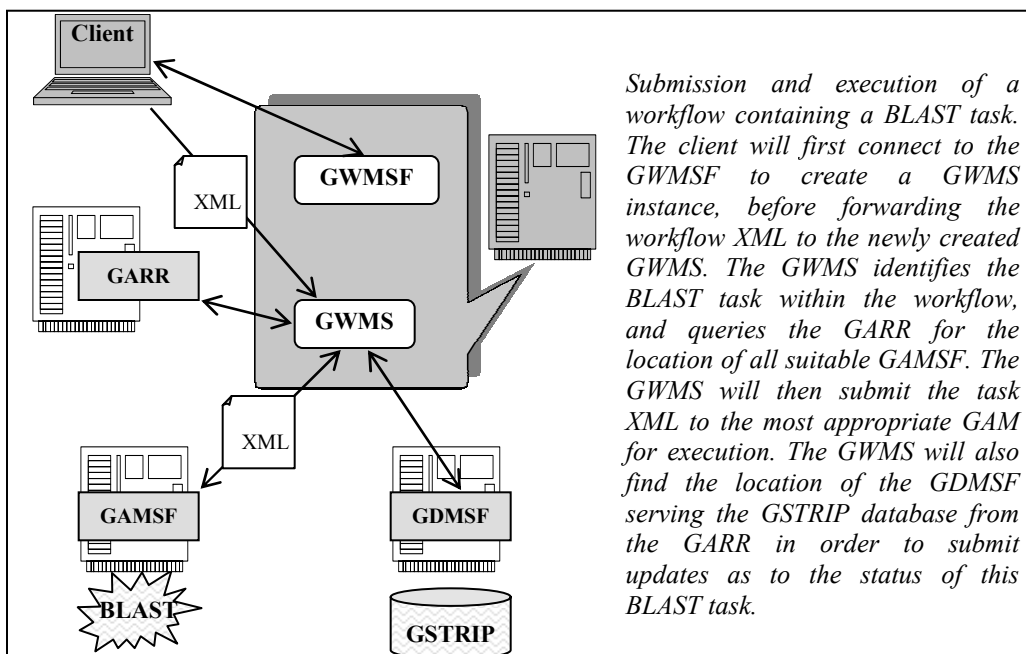 Client
GWMSF
XML
GARR
GWMS
XML
GAMSF
GDMSF
BLAST
GSTRIP
Submission and execution of a
workflow containing a BLAST task.
The client will first connect to the
GWMSF to create a GWMS
instance, before forwarding the
workflow XML to the newly created
GWMS. The GWMS identifies the
BLAST task within the workflow,
and queries the GARR for the
location of all suitable GAMSF. The
GWMS will then submit the task
XML to the most appropriate GAM
for execution. The GWMS will also
find the location of the GDMSF
serving the GSTRIP database from
the GARR in order to submit
updates as to the status of this
BLAST task.